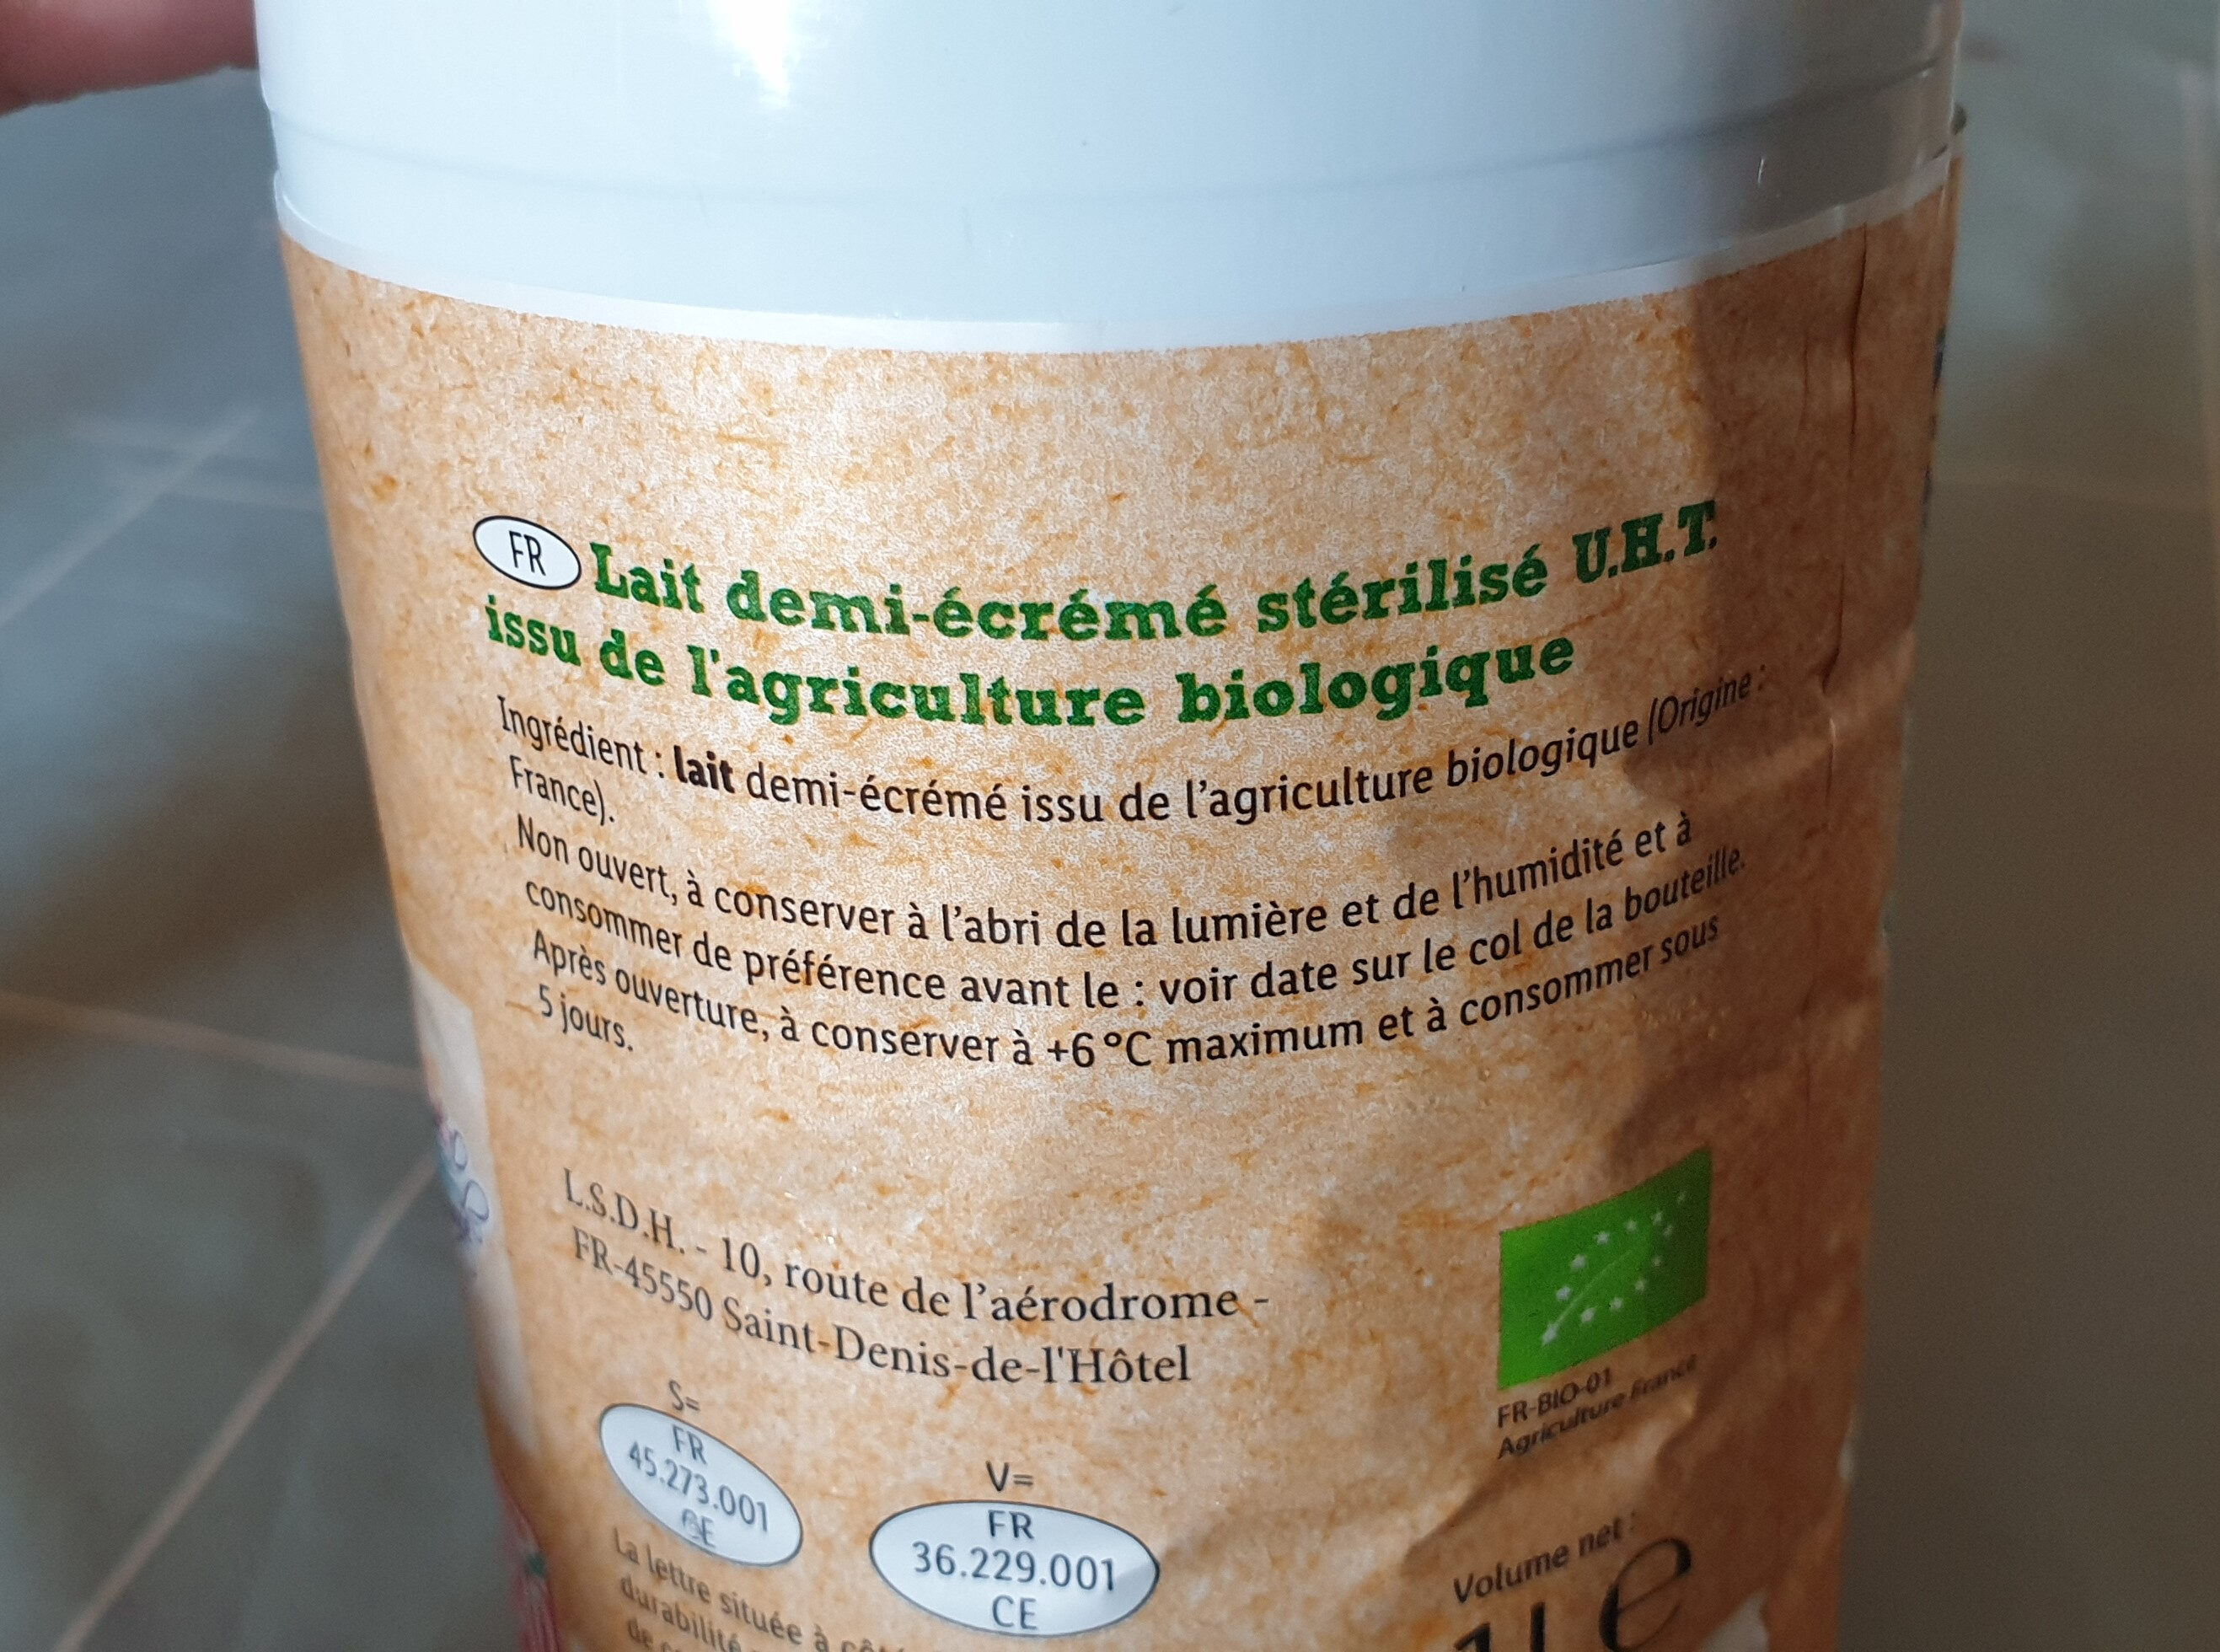 FR Lait demi-écrémé stérilisé U.H.T.
issu de l'agriculture biologique
Ingrédient : lait demi-écrémé issu de l'agriculture biologique (Origine :
France).
Non ouvert, à conserver à l'abri de la lumière et de l'humidité et à
consommer de préférence avant le : voir date sur le col de la bouteille.
Après ouverture, à conserver à +6 °C maximum et à consommer sous
5 jours.
L.S.D.H. - 10, route de l'aérodrome -
FR-45550 Saint-Denis-de-l'Hôtel
FR-BIO-01
Agriculture France
S=
FR
45.273.001
CE
V=
FR
36.229.001
CE
La lettre située à
durabilité
de
Volume net :
1L e